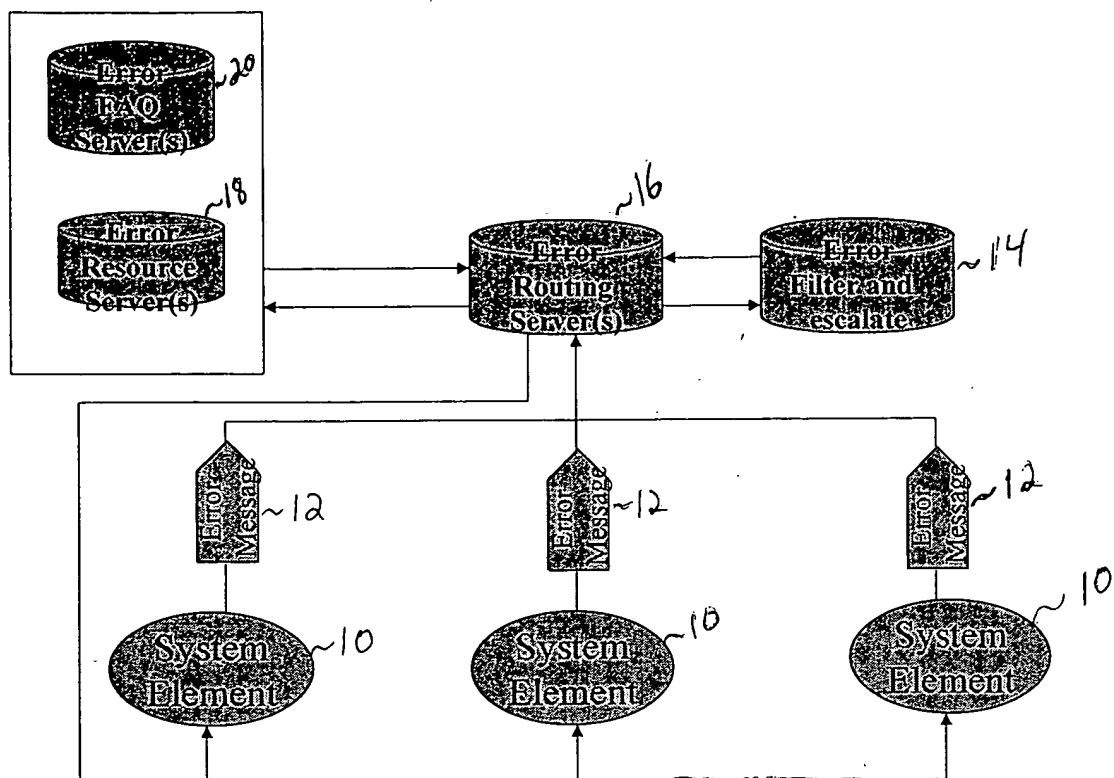 Error
FAQ
Server(s)
~20
Error
Resource
Server(s)
~18
Error
Routing
Server(s)
~16
Error
Filter and
escalate
~14
Error
Message
~12
Error
Message
~12
Error
Message
~12
System
Element
~10
System
Element
~10
System
Element
~10